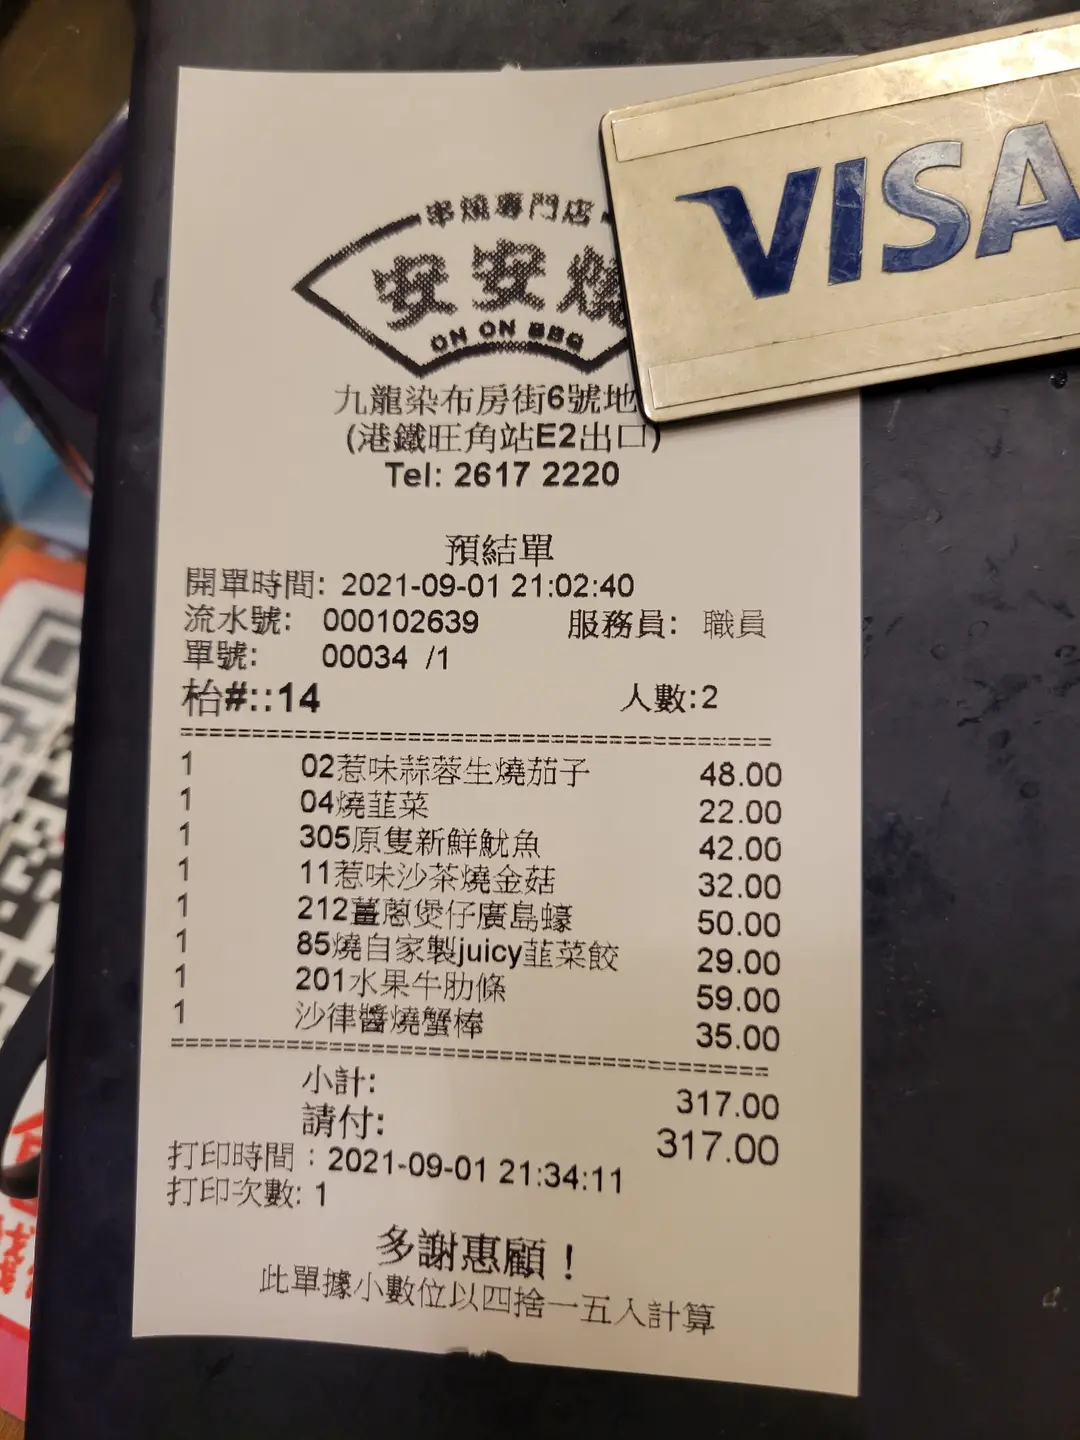 串燒專門店
安安燒
ON ON BBQ
VISA
九龍染布房街6號地
(港鐵旺角站E2出口)
Tel: 2617 2220
預結單
開單時間: 2021-09-01 21:02:40
流水號: 000102639 服務員: 職員
單號: 00034 /1
枱#::14 人數:2
1 02惹味蒜蓉生燒茄子 48.00
1 04燒韮菜 22.00
1 305原隻新鮮魷魚 42.00
1 11惹味沙茶燒金菇 32.00
1 212薑蔥煲仔廣島蠔 50.00
1 85燒自家製juicy韮菜餃 29.00
1 201水果牛肋條 59.00
1 沙律醬燒蟹棒 35.00
小計: 317.00
請付: 317.00
打印時間：2021-09-01 21:34:11
打印次數: 1
多謝惠顧！
此單據小數位以四捨一五入計算